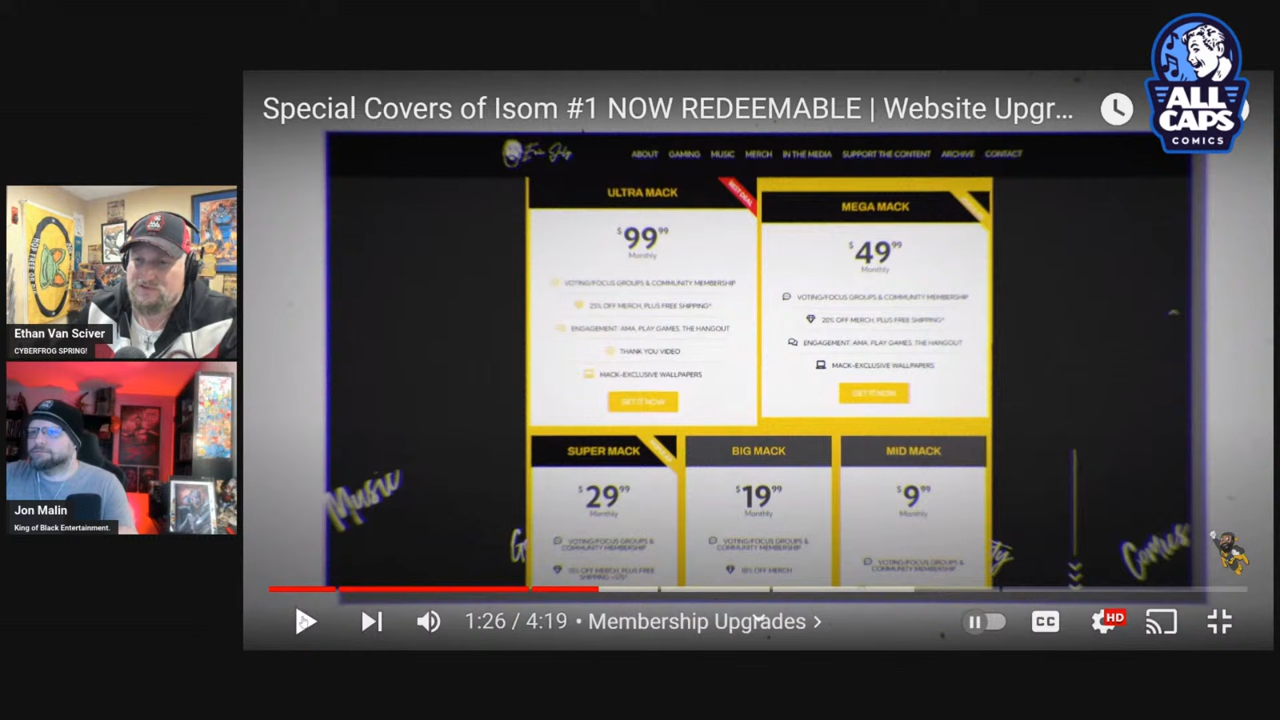 Special Covers of Isom #1 NOW REDEEMABLE | Website Upgr...
ALL
CAPS
COMICS
ABOUT GAMING MUSIC MERCH IN THE MEDIA SUPPORT THE CONTENT ARCHIVE CONTACT
ULTRA MACK
$99.99
Monthly
VOTING/FOCUS GROUPS & COMMUNITY MEMBERSHIP
25% OFF MERCH, PLUS FREE SHIPPING*
ENGAGEMENT: AMA, PLAY GAMES, THE HANGOUT
THANK YOU VIDEO
MACK-EXCLUSIVE WALLPAPERS
GET IT NOW
MEGA MACK
$49.99
Monthly
VOTING/FOCUS GROUPS & COMMUNITY MEMBERSHIP
20% OFF MERCH, PLUS FREE SHIPPING*
ENGAGEMENT: AMA, PLAY GAMES, THE HANGOUT
MACK-EXCLUSIVE WALLPAPERS
GET IT NOW
SUPER MACK
$29.99
Monthly
VOTING/FOCUS GROUPS &
COMMUNITY MEMBERSHIP
BIG MACK
$19.99
Monthly
VOTING/FOCUS GROUPS &
COMMUNITY MEMBERSHIP
MID MACK
$9.99
Monthly
VOTING/FOCUS GROUPS &
COMMUNITY MEMBERSHIP
Music
Comics
Ethan Van Sciver
CYBERFROG SPRING!
Jon Malin
King of Black Entertainment.
1:26 / 4:19 • Membership Upgrades >
CC
HD